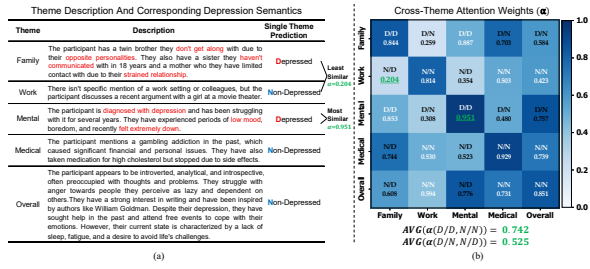 Theme Description And Corresponding Depression Semantics
Theme Description Single Theme
Prediction
Family
The participant has a twin brother they don't get along with due to
their opposite personalities. They also have a sister they haven't
communicated with in 18 years and a mother who they have limited
contact with due to their strained relationship.
Depressed
Work
There isn't specific mention of a work setting or colleagues, but the
participant discusses a recent argument with a girl at a movie theater.
Non-Depressed
Least
Similar
α=0.204
Mental
The participant is diagnosed with depression and has been struggling
with it for several years. They have experienced periods of low mood,
boredom, and recently felt extremely down.
Depressed
Most
Similar
α=0.951
Medical
The participant mentions a gambling addiction in the past, which
caused significant financial and personal issues. They have also
taken medication for high cholesterol but stopped due to side effects.
Non-Depressed
Overall
The participant appears to be introverted, analytical, and introspective,
often preoccupied with thoughts and problems. They struggle with
anger towards people they perceive as lazy and dependent on
others.They have a strong interest in writing and have been inspired
by authors like William Goldman. Despite their depression, they have
sought help in the past and attend free events to cope with their
emotions. However, their current state is characterized by a lack of
sleep, fatigue, and a desire to avoid life's challenges.
Non-Depressed
(a)
Cross-Theme Attention Weights (α)
Family D/D D/N D/D D/N D/N
0.844 0.259 0.887 0.703 0.584
Work N/D N/N N/D N/N N/N
0.204 0.814 0.354 0.503 0.423
Mental D/D D/N D/D D/N D/N
0.853 0.308 0.951 0.480 0.757
Medical N/D N/N N/D N/N N/N
0.744 0.530 0.523 0.929 0.739
Overall N/D N/N N/D N/N N/N
0.608 0.594 0.776 0.731 0.851
Family Work Mental Medical Overall
1.0
0.8
0.6
0.4
0.2
0.0
AVG(α(D/D, N/N)) = 0.742
AVG(α(D/N, N/D)) = 0.525
(b)